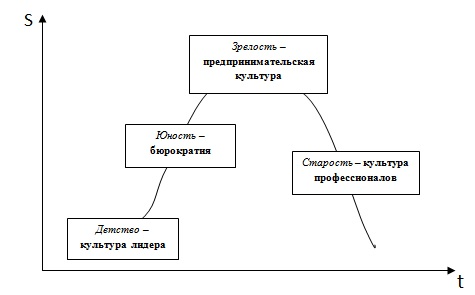 S
Зрелость –
предпринимательская
культура
Юность –
бюрократия
Старость – культура
профессионалов
Детство –
культура лидера
t